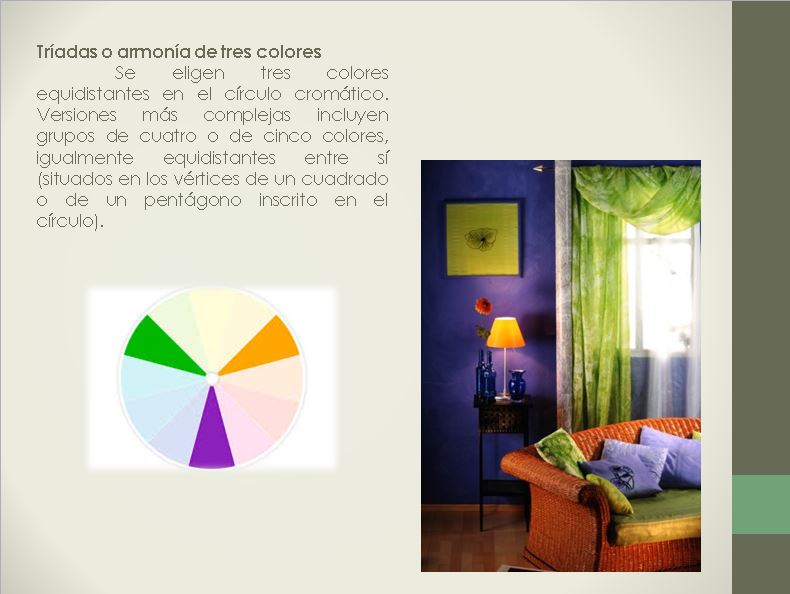 Tríadas o armonía de tres colores
Se eligen tres colores
equidistantes en el círculo cromático.
Versiones más complejas incluyen
grupos de cuatro o de cinco colores,
igualmente equidistantes entre sí
(situados en los vértices de un cuadrado
o de un pentágono inscrito en el
círculo).